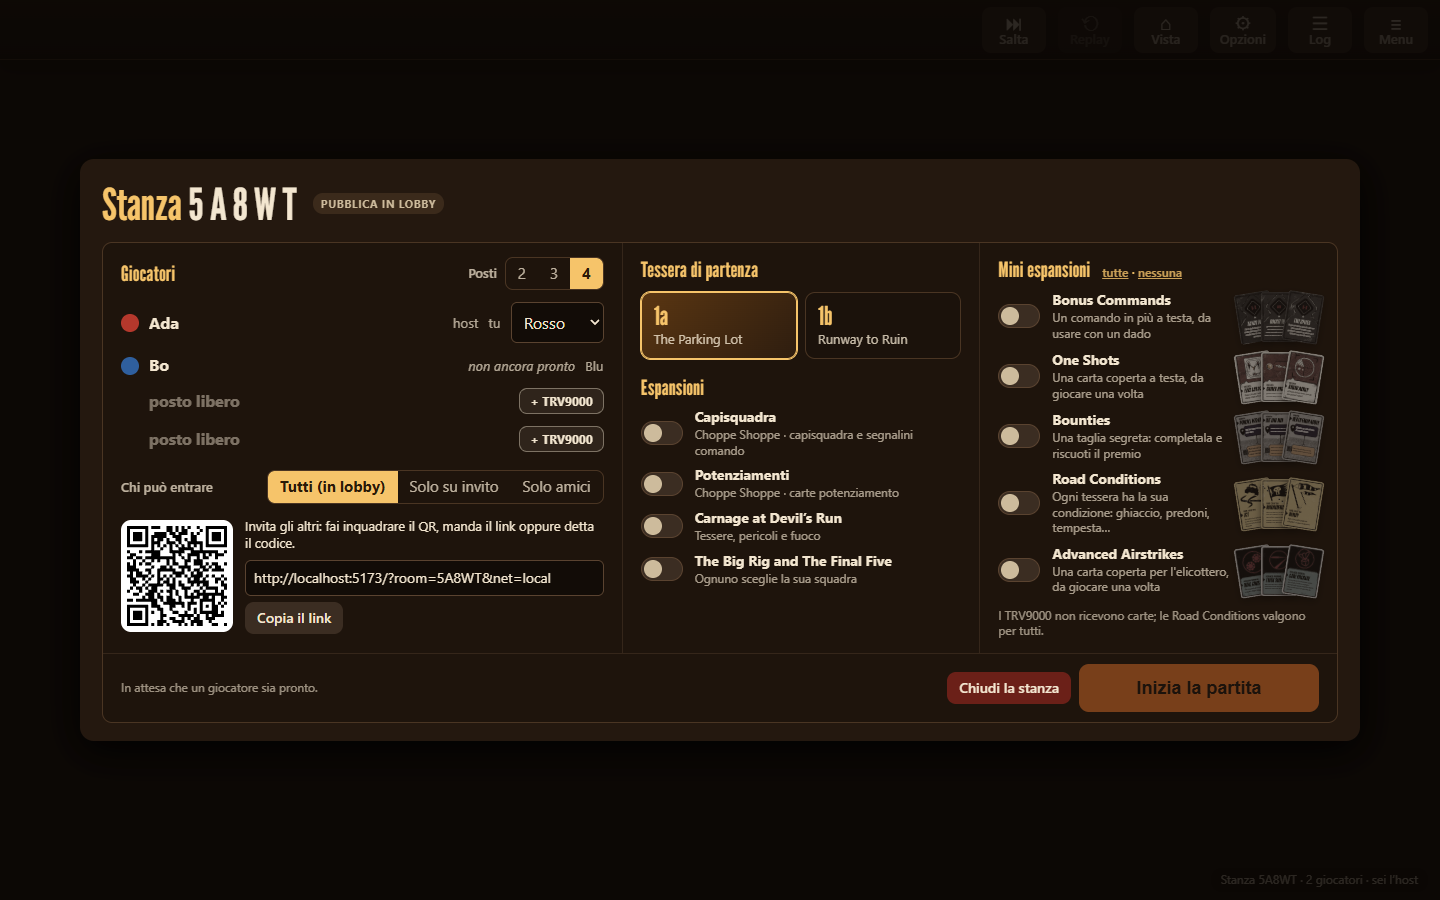 Salta
Replay
Vista
Opzioni
Log
Menu
Stanza 5A8WT PUBBLICA IN LOBBY
Giocatori
Posti 2 3 4
Ada host tu Rosso
Bo non ancora pronto Blu
posto libero + TRV9000
posto libero + TRV9000
Chi può entrare Tutti (in lobby) Solo su invito Solo amici
Invita gli altri: fai inquadrare il QR, manda il link oppure detta
il codice.
http://localhost:5173/?room=5A8WT&net=local
Copia il link
Tessera di partenza
1a
The Parking Lot
1b
Runway to Ruin
Espansioni
Capisquadra
Choppe Shoppe · capisquadra e segnalini
comando
Potenziamenti
Choppe Shoppe · carte potenziamento
Carnage at Devil's Run
Tessere, pericoli e fuoco
The Big Rig and The Final Five
Ognuno sceglie la sua squadra
Mini espansioni tutte · nessuna
Bonus Commands
Un comando in più a testa, da
usare con un dado
One Shots
Una carta coperta a testa, da
giocare una volta
Bounties
Una taglia segreta: completala e
riscuoti il premio
Road Conditions
Ogni tessera ha la sua
condizione: ghiaccio, predoni,
tempesta...
Advanced Airstrikes
Una carta coperta per l'elicottero,
da giocare una volta
I TRV9000 non ricevono carte; le Road Conditions valgono
per tutti.
In attesa che un giocatore sia pronto.
Chiudi la stanza
Inizia la partita
Stanza 5A8WT · 2 giocatori · sei l'host